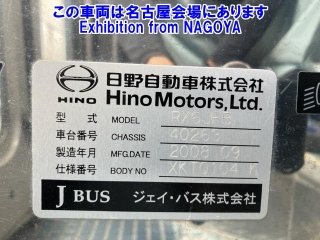 この車両は名古屋会場にあります
Exhibition from NAGOYA
HINO
日野自動車株式会社
Hino Motors, Ltd.
型式 MODEL
車台番号 CHASSIS
製造年月 MFG.DATE 2008 09
仕様番号 BODY NO
J BUS ジェイ・バス株式会社